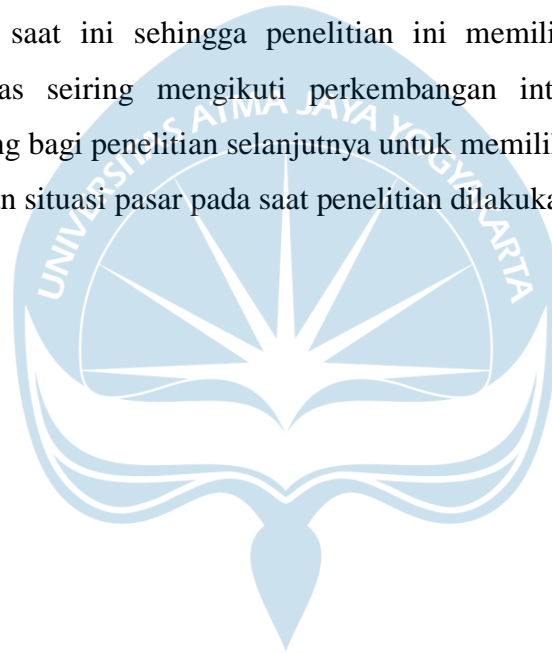 saat ini sehingga penelitian ini memili
as seiring mengikuti perkembangan int
ng bagi penelitian selanjutnya untuk memili
n situasi pasar pada saat penelitian dilakuka
UNIVERSITAS ATMA JAYA YOGYAKARTA